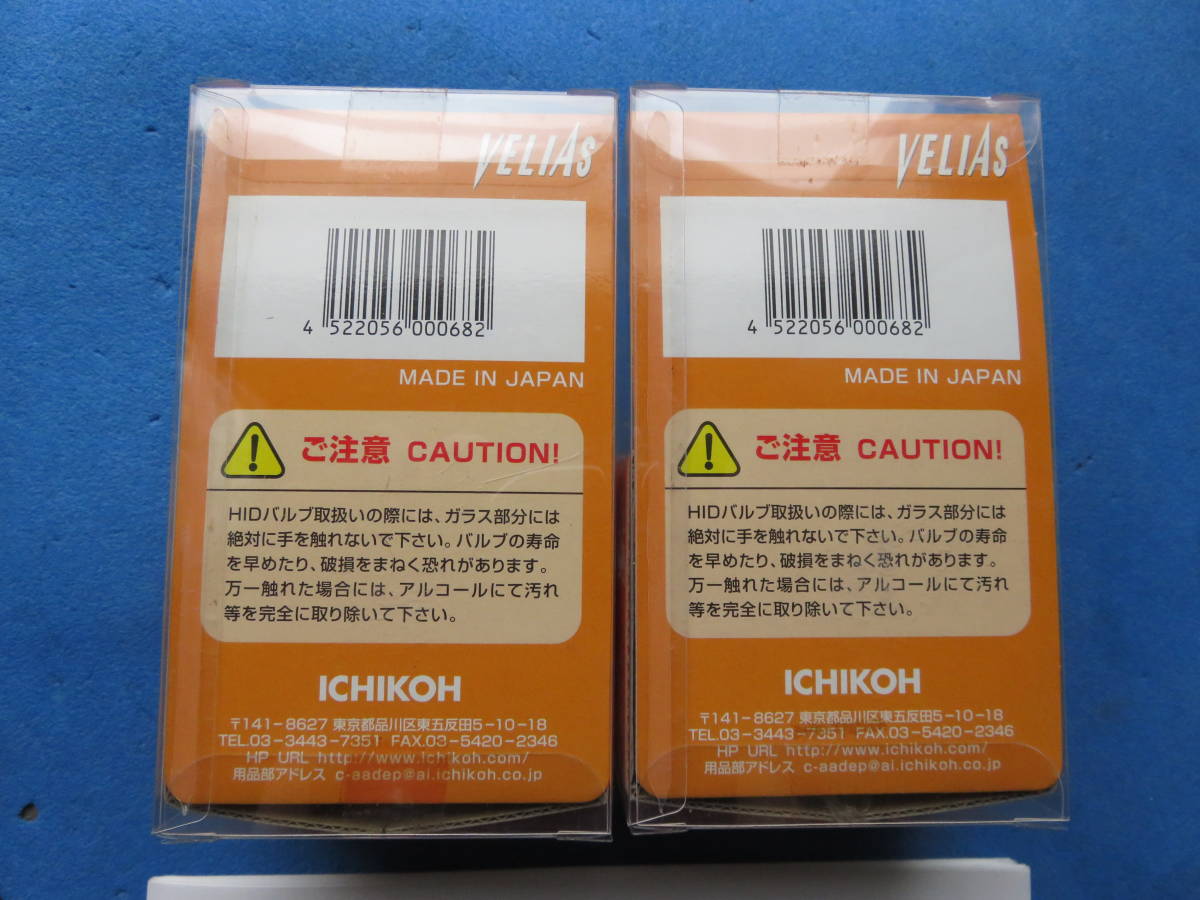 VELIAS
4 522056 000682
MADE IN JAPAN
ご注意 CAUTION!
HIDバルブ取扱いの際には、ガラス部分には
絶対に手を触れないで下さい。バルブの寿命
を早めたり、破損をまねく恐れがあります。
万一触れた場合には、アルコールにて汚れ
等を完全に取り除いて下さい。
ICHIKOH
〒141-8627 東京都品川区東五反田5-10-18
TEL.03-3443-7351 FAX.03-5420-2346
HP URL http://www.ichikoh.com
用品部アドレス c-aadep@ai.ichikoh.co.jp
VELIAS
4 522056 000682
MADE IN JAPAN
ご注意 CAUTION!
HIDバルブ取扱いの際には、ガラス部分には
絶対に手を触れないで下さい。バルブの寿命
を早めたり、破損をまねく恐れがあります。
万一触れた場合には、アルコールにて汚れ
等を完全に取り除いて下さい。
ICHIKOH
〒141-8627 東京都品川区東五反田5-10-18
TEL.03-3443-7351 FAX.03-5420-2346
HP URL http://www.ichikoh.com
用品部アドレス c-aadep@ai.ichikoh.co.jp